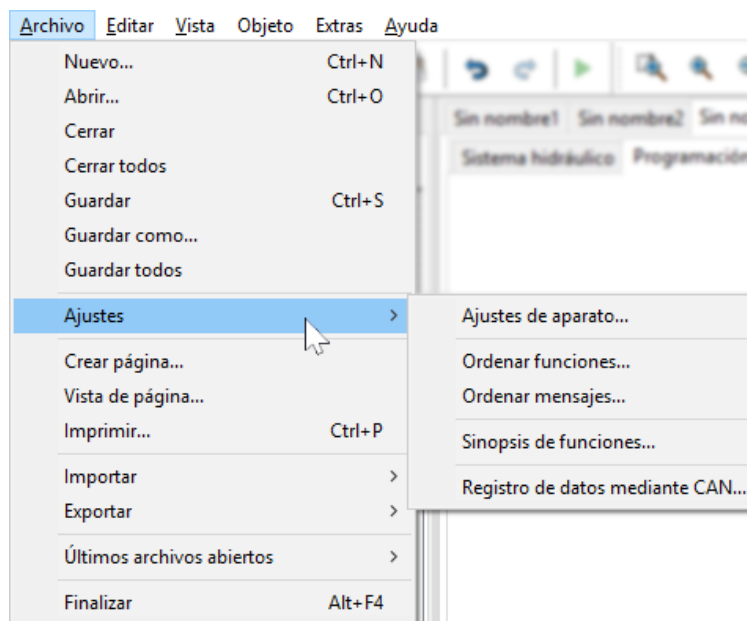 Archivo Editar Vista Objeto Extras Ayuda
Nuevo... Ctrl+N
Abrir... Ctrl+O
Cerrar
Cerrar todos
Guardar Ctrl+S
Guardar como...
Guardar todos
Ajustes
Crear página...
Vista de página...
Imprimir... Ctrl+P
Importar
Exportar
Últimos archivos abiertos
Finalizar Alt+F4
Sin nombre1 Sin nombre2 Sin
Sistema hidráulico Programación
Ajustes de aparato...
Ordenar funciones...
Ordenar mensajes...
Sinopsis de funciones...
Registro de datos mediante CAN...